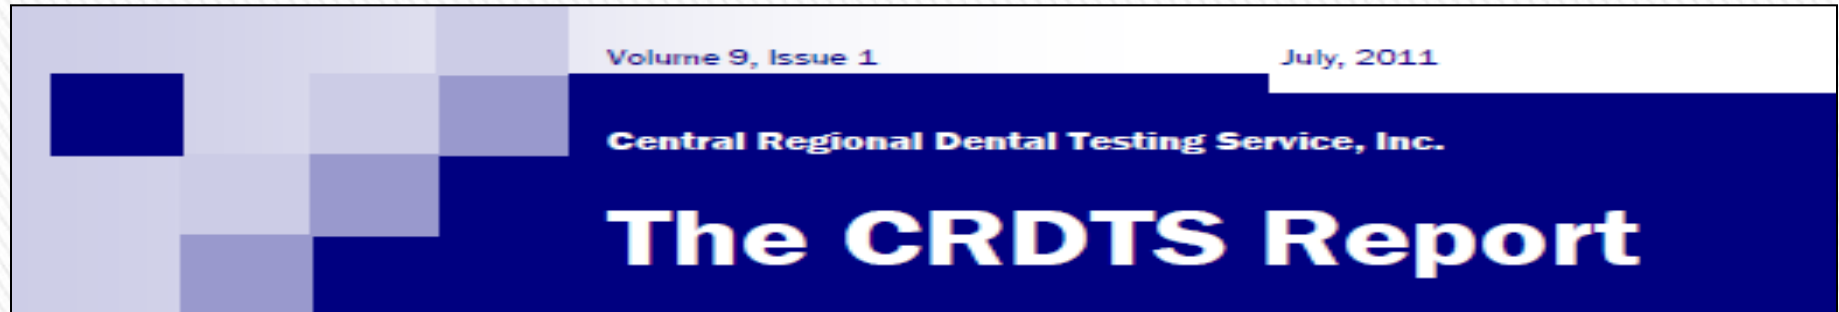 Volume 9, Issue 1
July, 2011
Central Regional Dental Testing Service, Inc.
The CRDTS Report